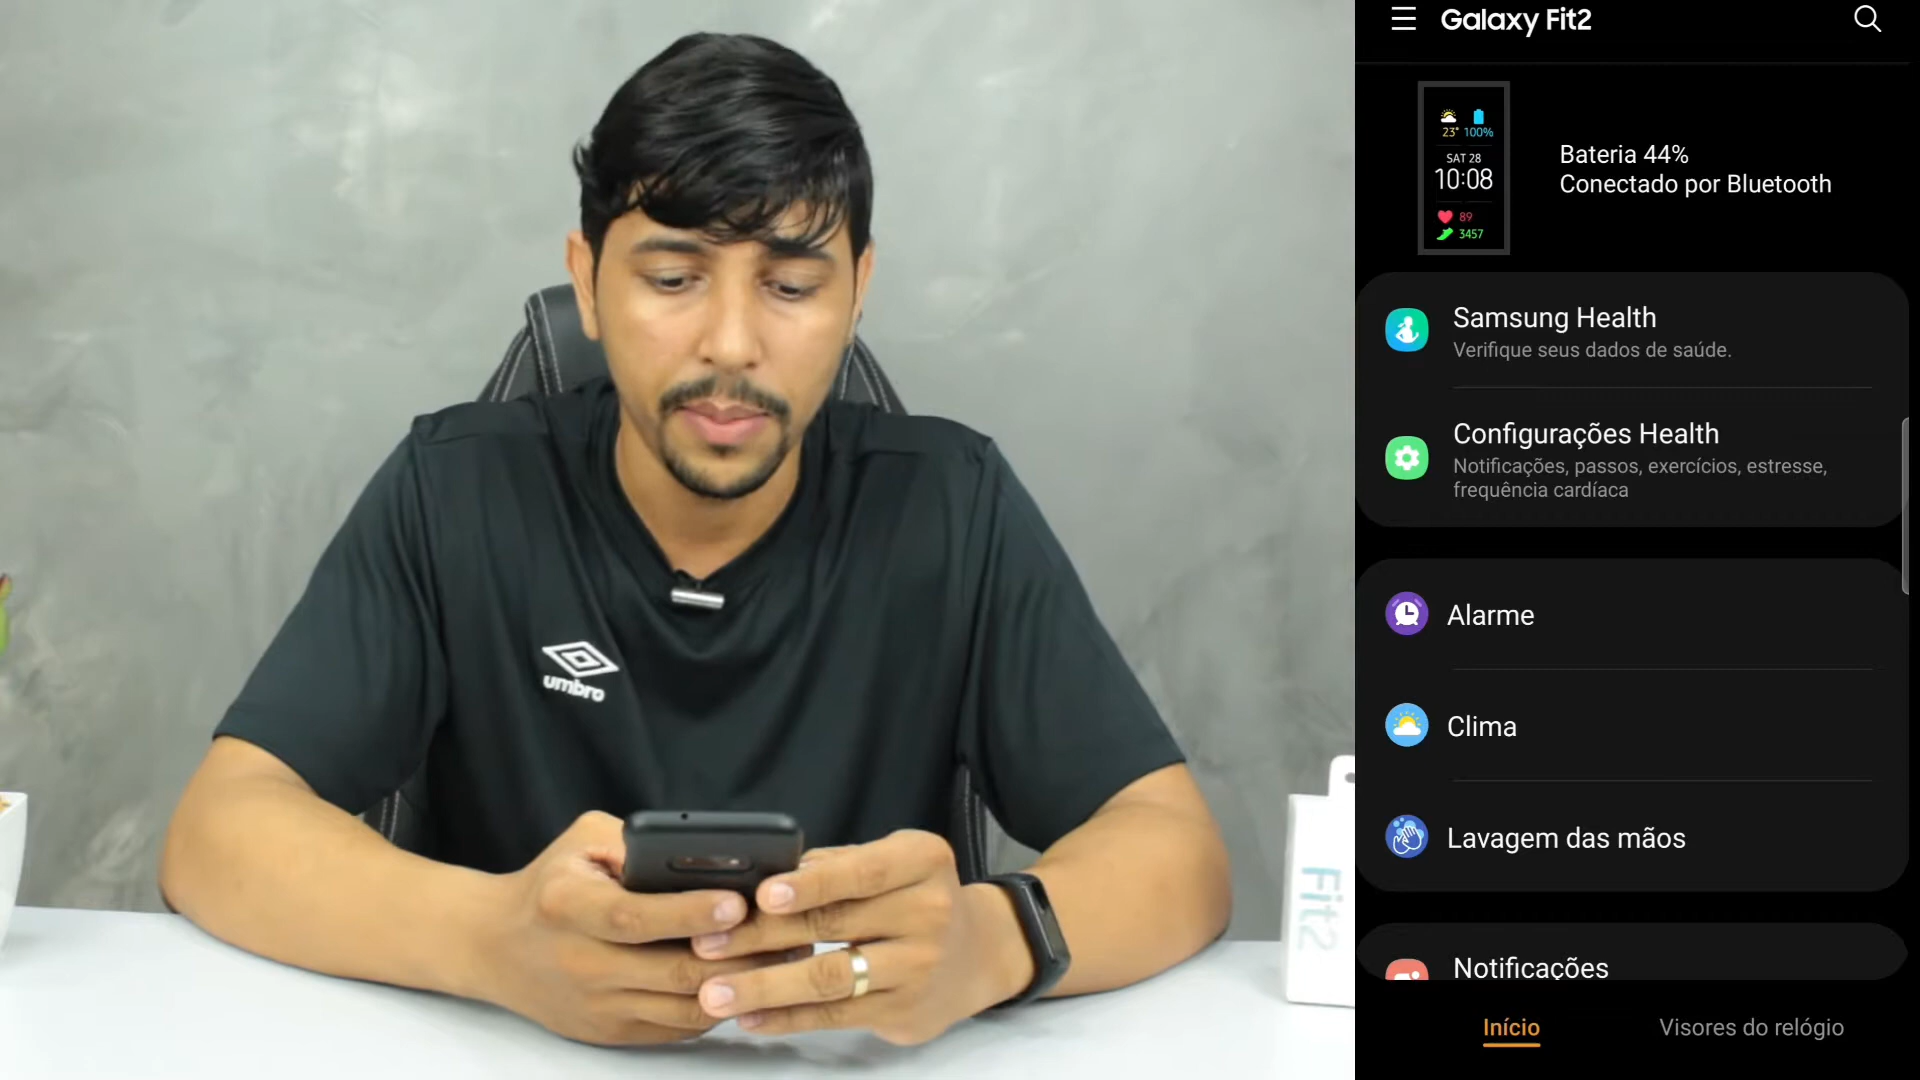 Galaxy Fit2
23° 100%
SAT 28
10:08
89
3457
Bateria 44%
Conectado por Bluetooth
Samsung Health
Verifique seus dados de saúde.
Configurações Health
Notificações, passos, exercícios, estresse,
frequência cardíaca
Alarme
Clima
Lavagem das mãos
Notificações
Início
Visores do relógio
umbro
Fit2